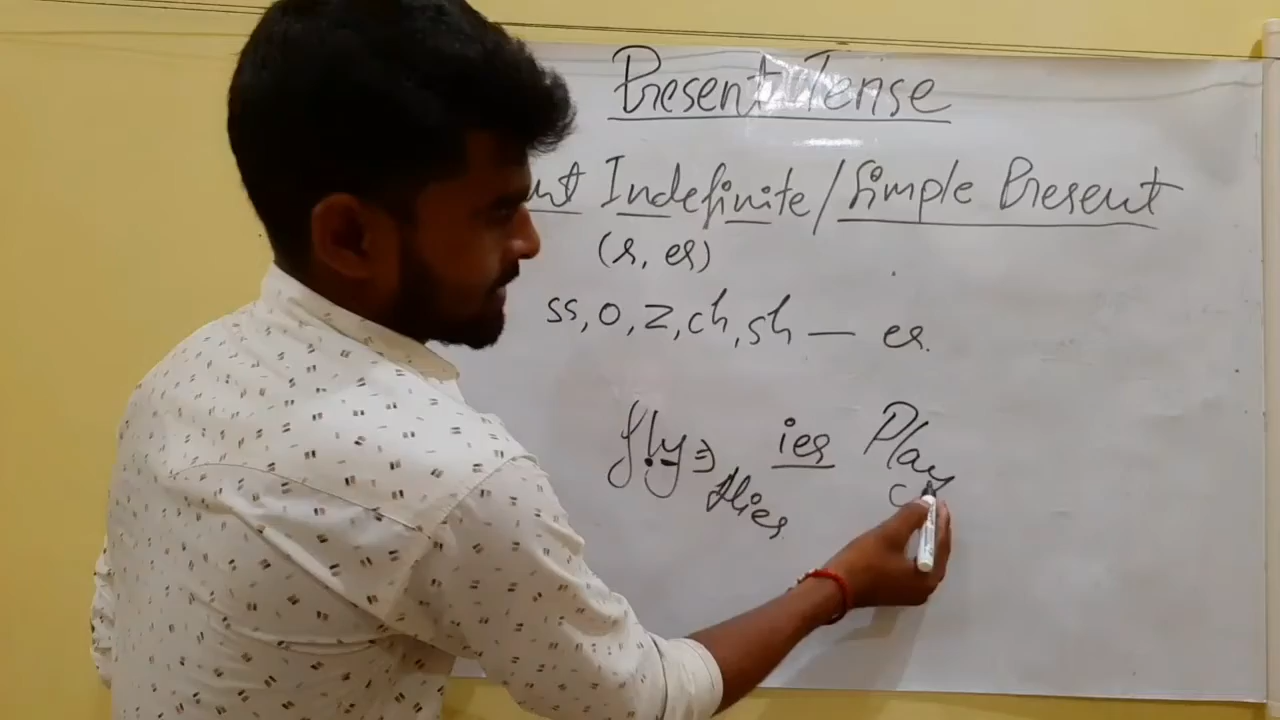 Present Tense
Indefinite/Simple Present
(s, es)
ss, o, z, ch, sh — es.
fly ⇒ ies Play
flies